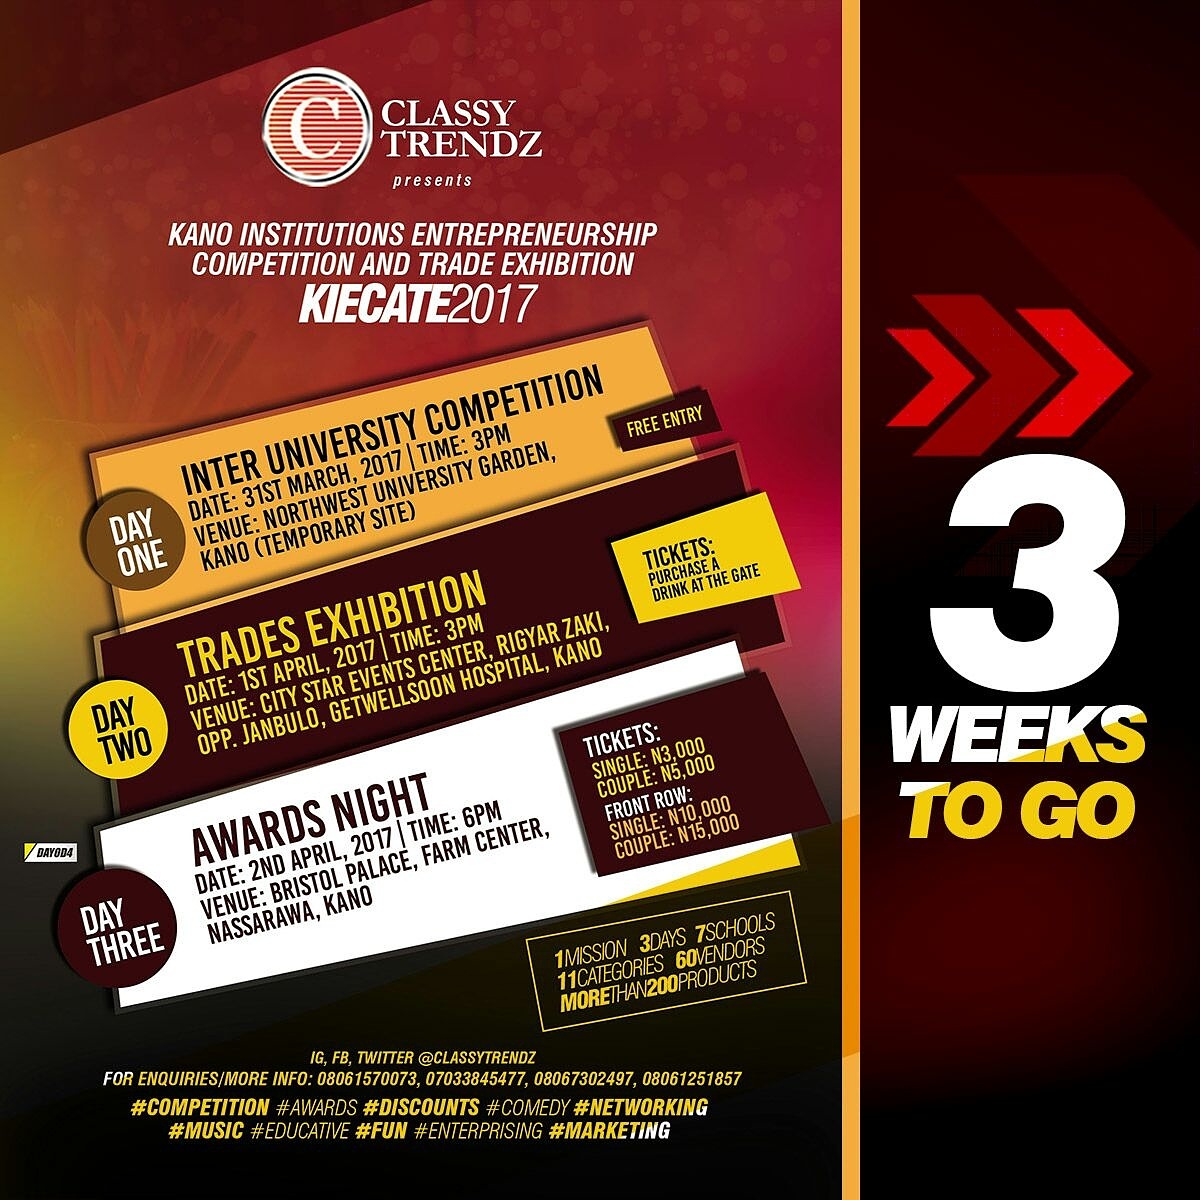 C
CLASSY
TRENDZ
presents
KANO INSTITUTIONS ENTREPRENEURSHIP
COMPETITION AND TRADE EXHIBITION
KIECATE2017
DAY
ONE
INTER UNIVERSITY COMPETITION
DATE: 31ST MARCH, 2017 | TIME: 3PM
VENUE: NORTHWEST UNIVERSITY GARDEN,
KANO (TEMPORARY SITE)
FREE ENTRY
DAY
TWO
TRADES EXHIBITION
DATE: 1ST APRIL, 2017 | TIME: 3PM
VENUE: CITY STAR EVENTS CENTER, RIGYAR ZAKI,
OPP. JANBULO, GETWELLSOON HOSPITAL, KANO
TICKETS:
PURCHASE A
DRINK AT THE GATE
DAY
THREE
AWARDS NIGHT
DATE: 2ND APRIL, 2017 | TIME: 6PM
VENUE: BRISTOL PALACE, FARM CENTER,
NASSARAWA, KANO
TICKETS:
SINGLE: N3,000
COUPLE: N5,000
FRONT ROW:
SINGLE: N10,000
COUPLE: N15,000
DAYOD4
1MISSION 3DAYS 7SCHOOLS
11CATEGORIES 60VENDORS
MORETHAN200PRODUCTS
IG, FB, TWITTER @CLASSYTRENDZ
FOR ENQUIRIES/MORE INFO: 08061570073, 07033845477, 08067302497, 08061251857
#COMPETITION #AWARDS #DISCOUNTS #COMEDY #NETWORKING
#MUSIC #EDUCATIVE #FUN #ENTERPRISING #MARKETING
3
WEEKS
TO GO